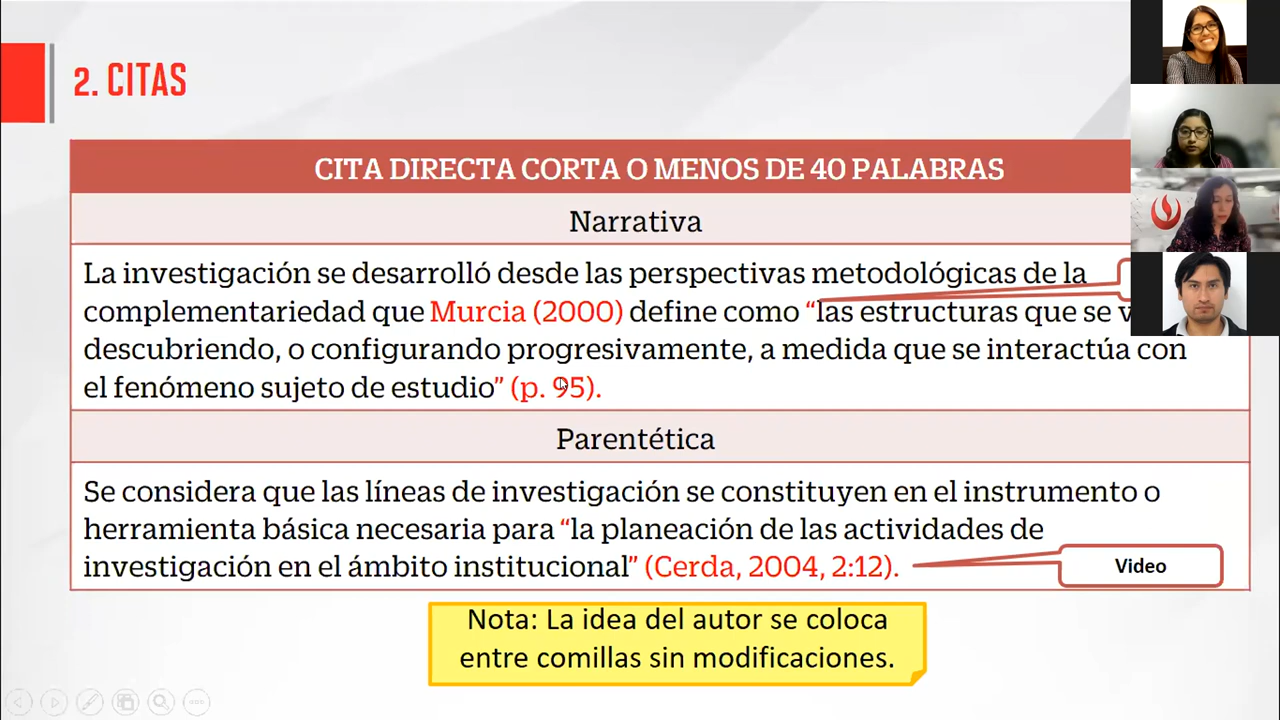 2. CITAS
CITA DIRECTA CORTA O MENOS DE 40 PALABRAS
Narrativa
La investigación se desarrolló desde las perspectivas metodológicas de la
complementariedad que Murcia (2000) define como “las estructuras que se v
descubriendo, o configurando progresivamente, a medida que se interactúa con
el fenómeno sujeto de estudio” (p. 95).
Parentética
Se considera que las líneas de investigación se constituyen en el instrumento o
herramienta básica necesaria para “la planeación de las actividades de
investigación en el ámbito institucional” (Cerda, 2004, 2:12).
Video
Nota: La idea del autor se coloca
entre comillas sin modificaciones.